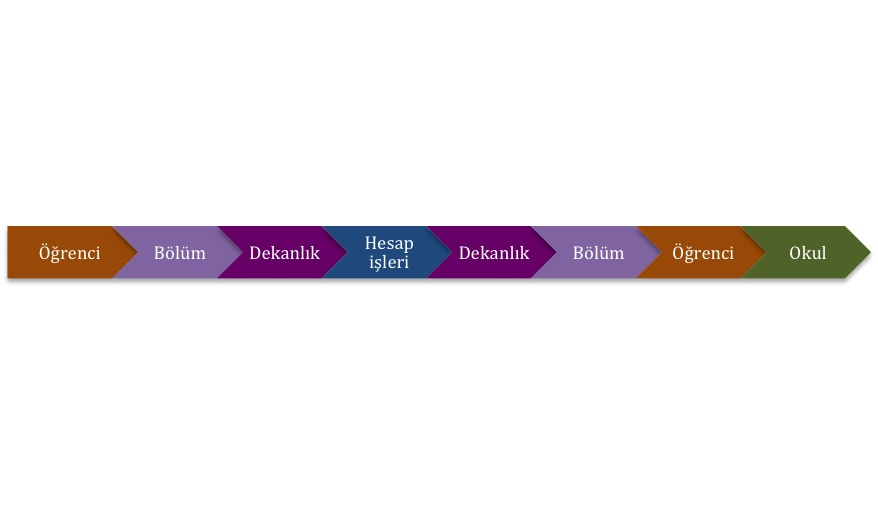 Öğrenci
Bölüm
Dekanlık
Hesap
işleri
Dekanlık
Bölüm
Öğrenci
Okul